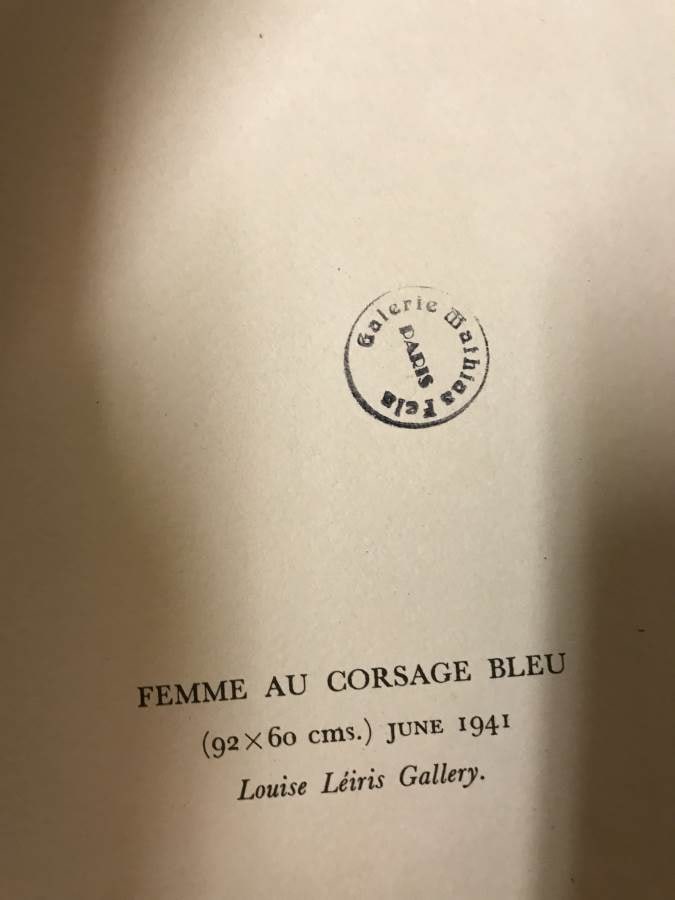 Galerie Mathias Fels
PARIS
FEMME AU CORSAGE BLEU
(92×60 cms.) JUNE 1941
Louise Léiris Gallery.